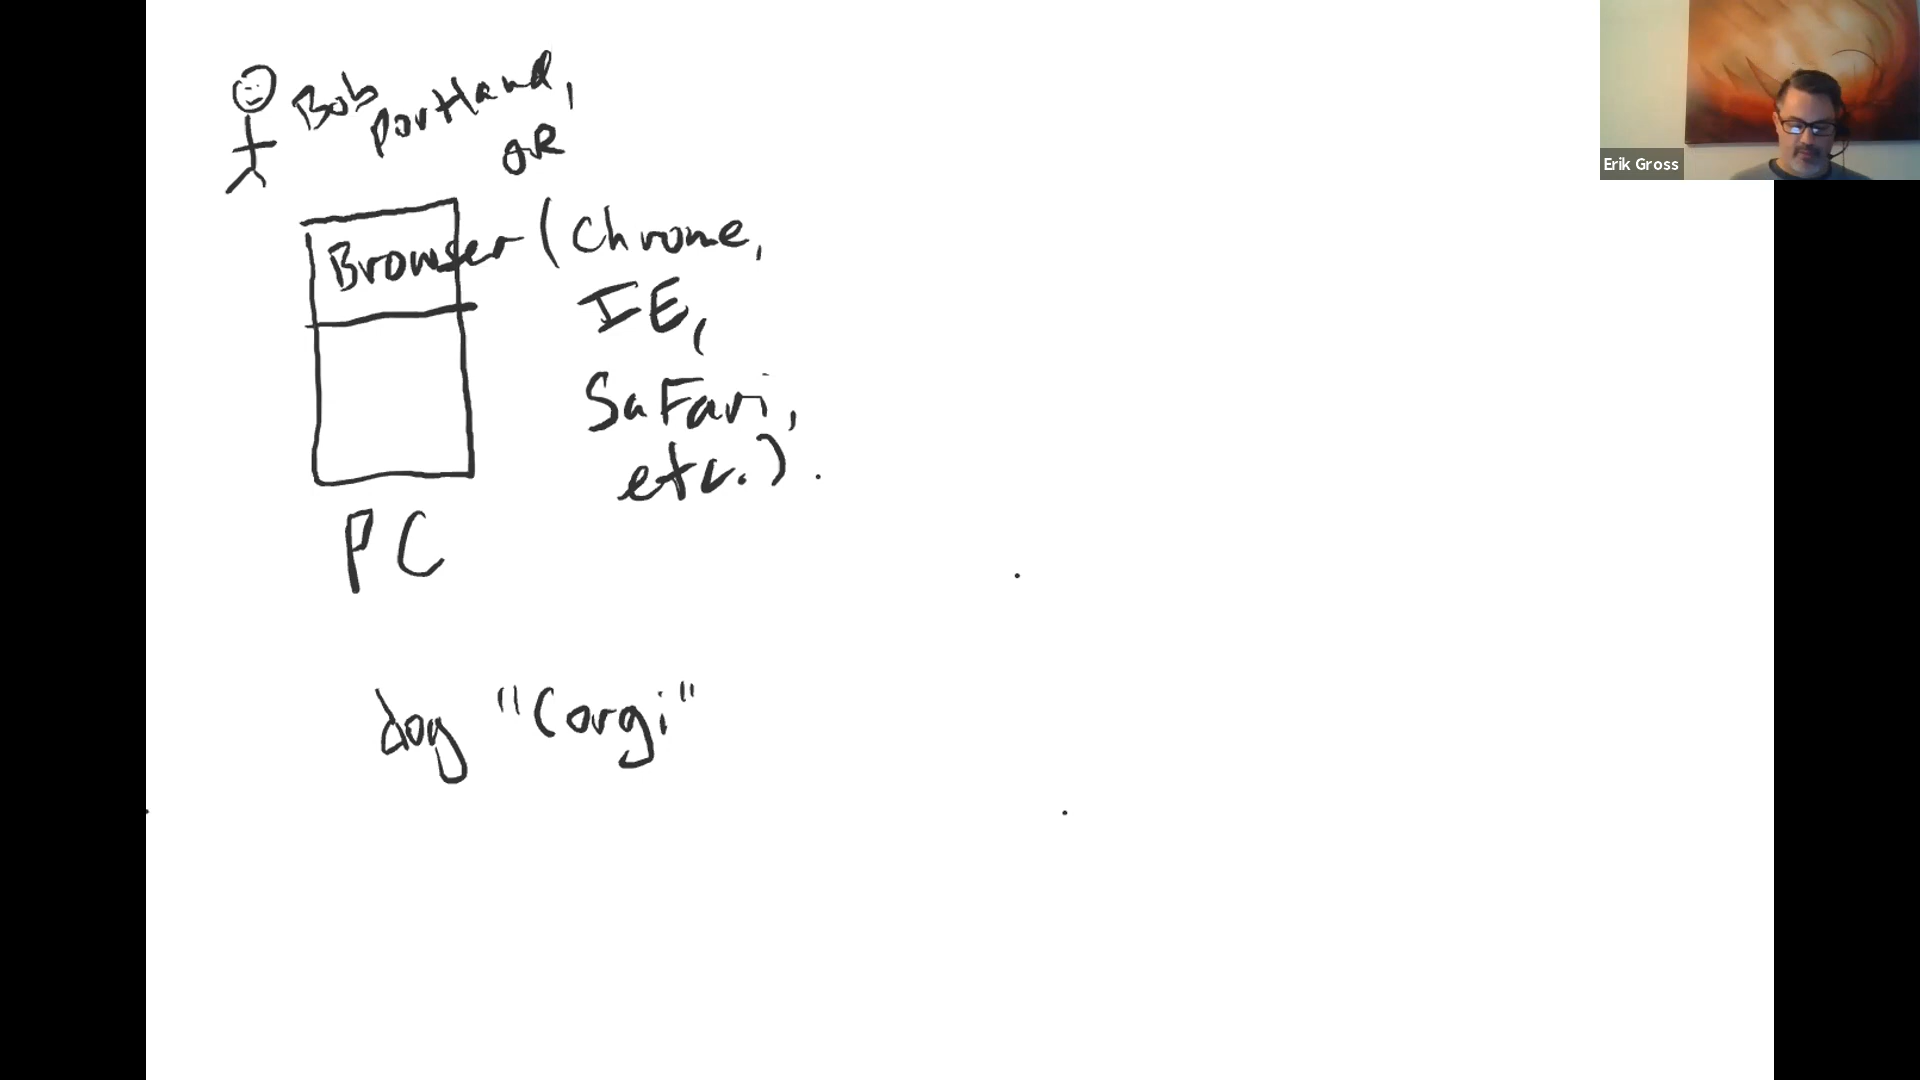 Bob
Portland,
OR
Browser (Chrome,
IE,
Safari,
etc.).
PC
dog "Corgi"
Erik Gross